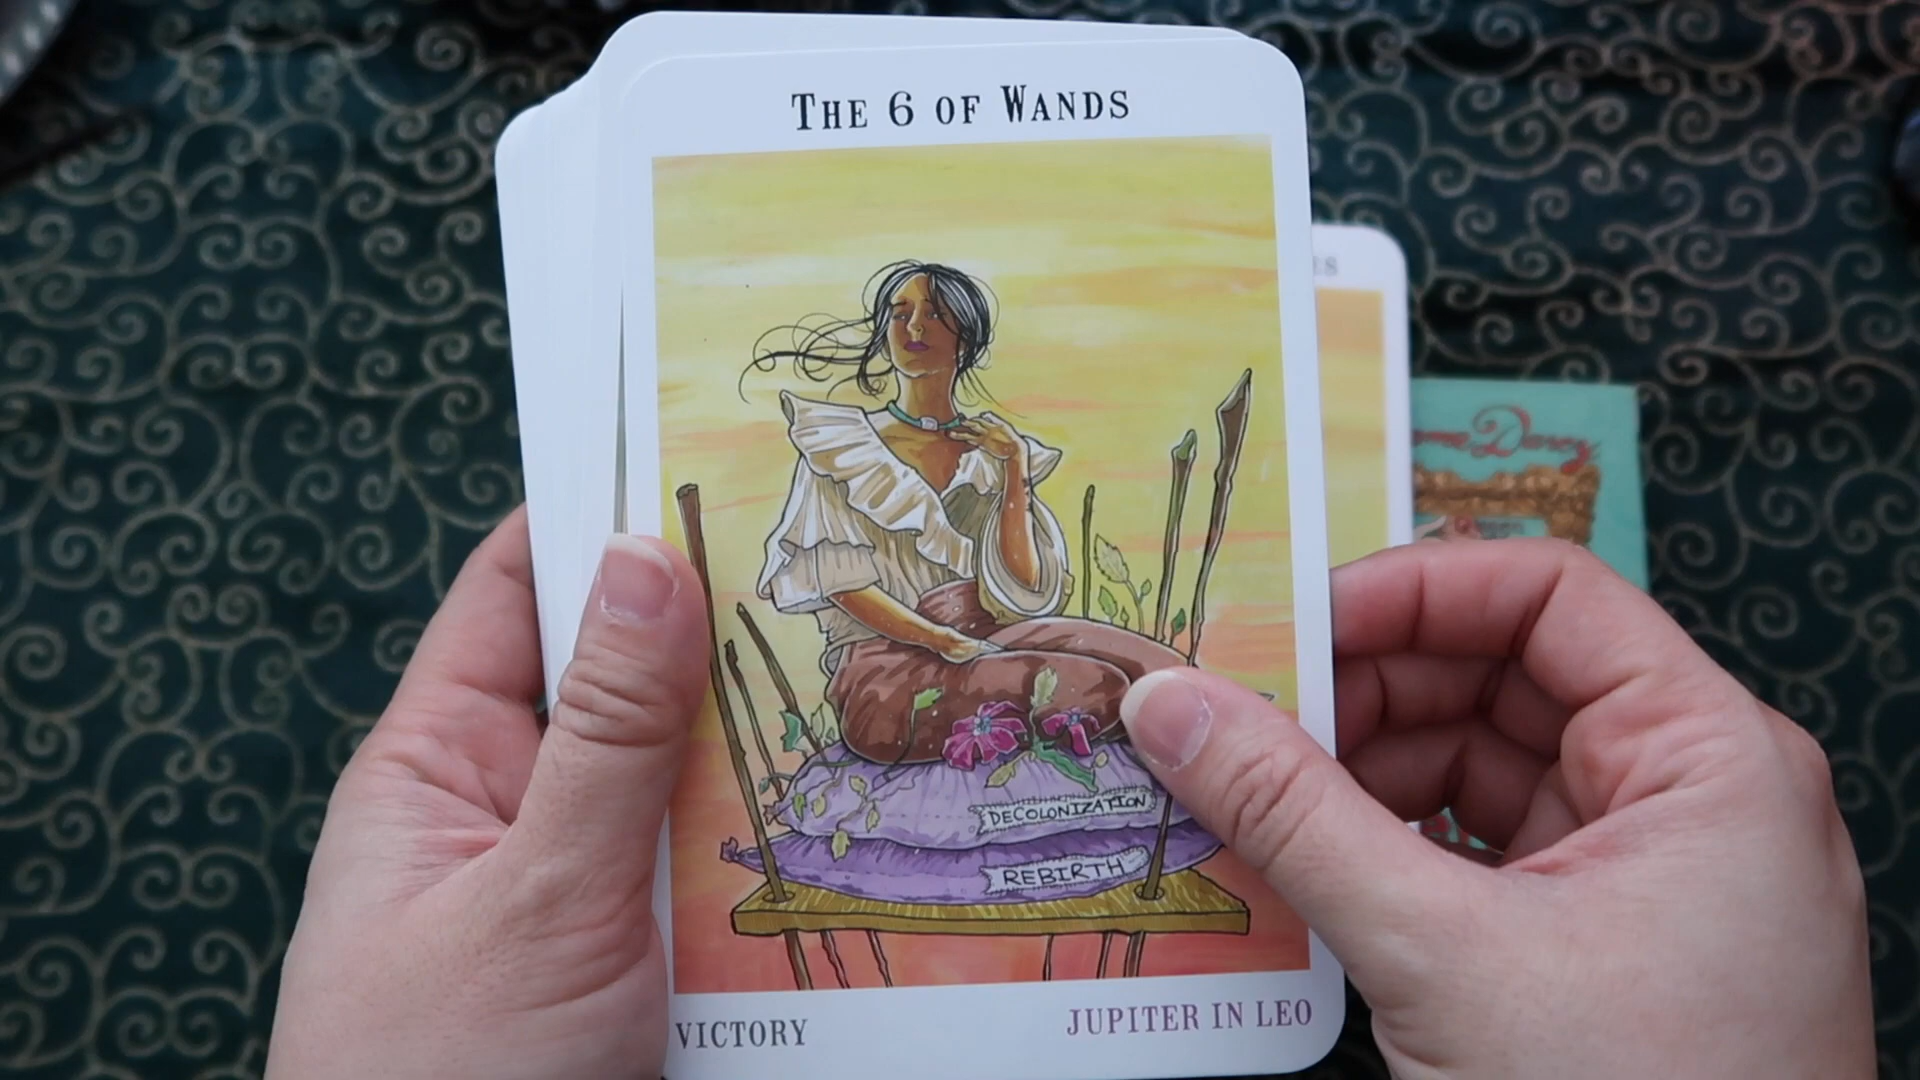 THE 6 OF WANDS
DECOLONIZATION
REBIRTH
VICTORY
JUPITER IN LEO